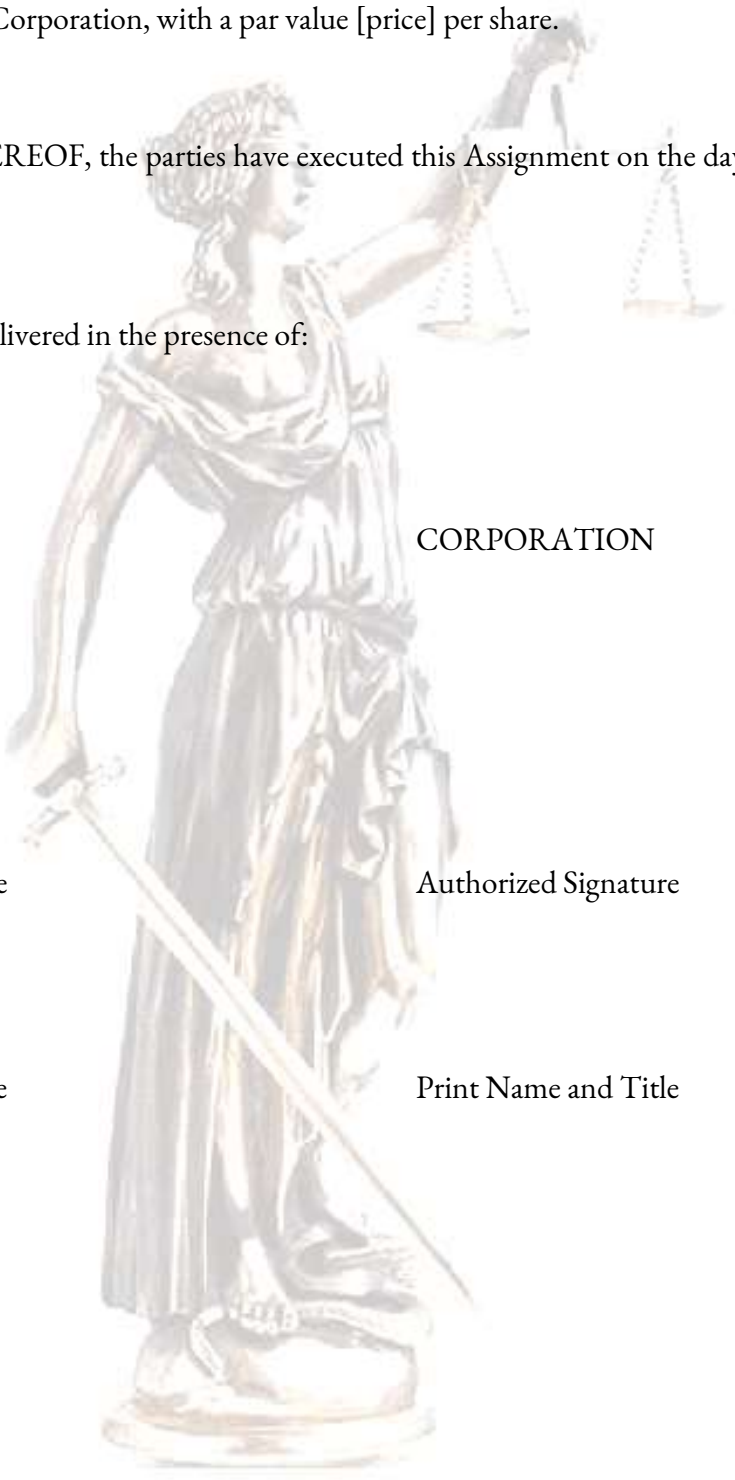 Corporation, with a par value [price] per share.
EREOF, the parties have executed this Assignment on the day
livered in the presence of:
CORPORATION
e
Authorized Signature
e
Print Name and Title